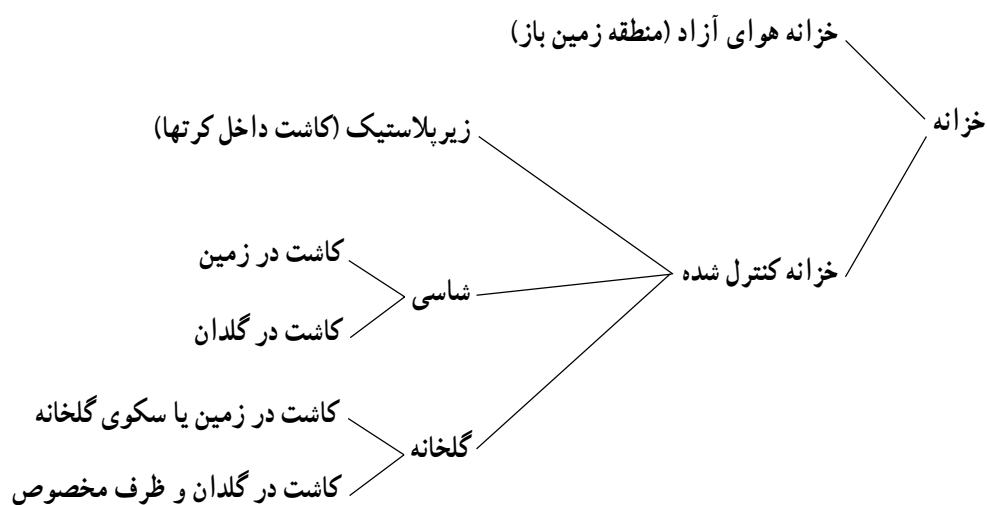 خزانه هوای آزاد (منطقه زمین باز)
خزانه
زیرپلاستیک (کاشت داخل کرتها)
کاشت در زمین
خزانه کنترل شده
شاسی
کاشت در گلدان
کاشت در زمین یا سکوی گلخانه
گلخانه
کاشت در گلدان و ظرف مخصوص